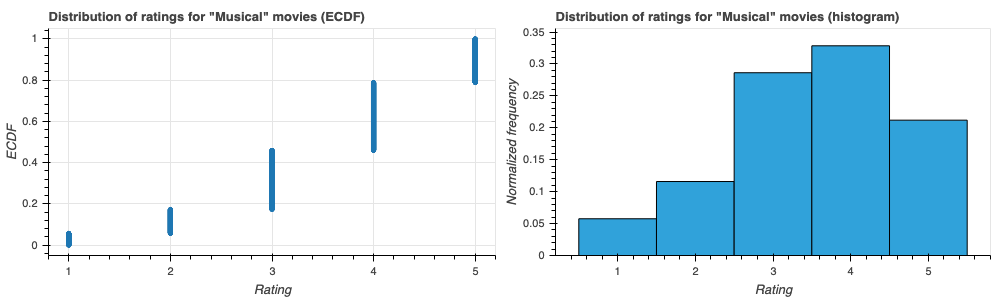 Distribution of ratings for "Musical" movies (ECDF)
1
0.8
0.6
0.4
0.2
0
ECDF
1 2 3 4 5
Rating
Distribution of ratings for "Musical" movies (histogram)
0.35
0.3
0.25
0.2
0.15
0.1
0.05
0
Normalized frequency
1 2 3 4 5
Rating